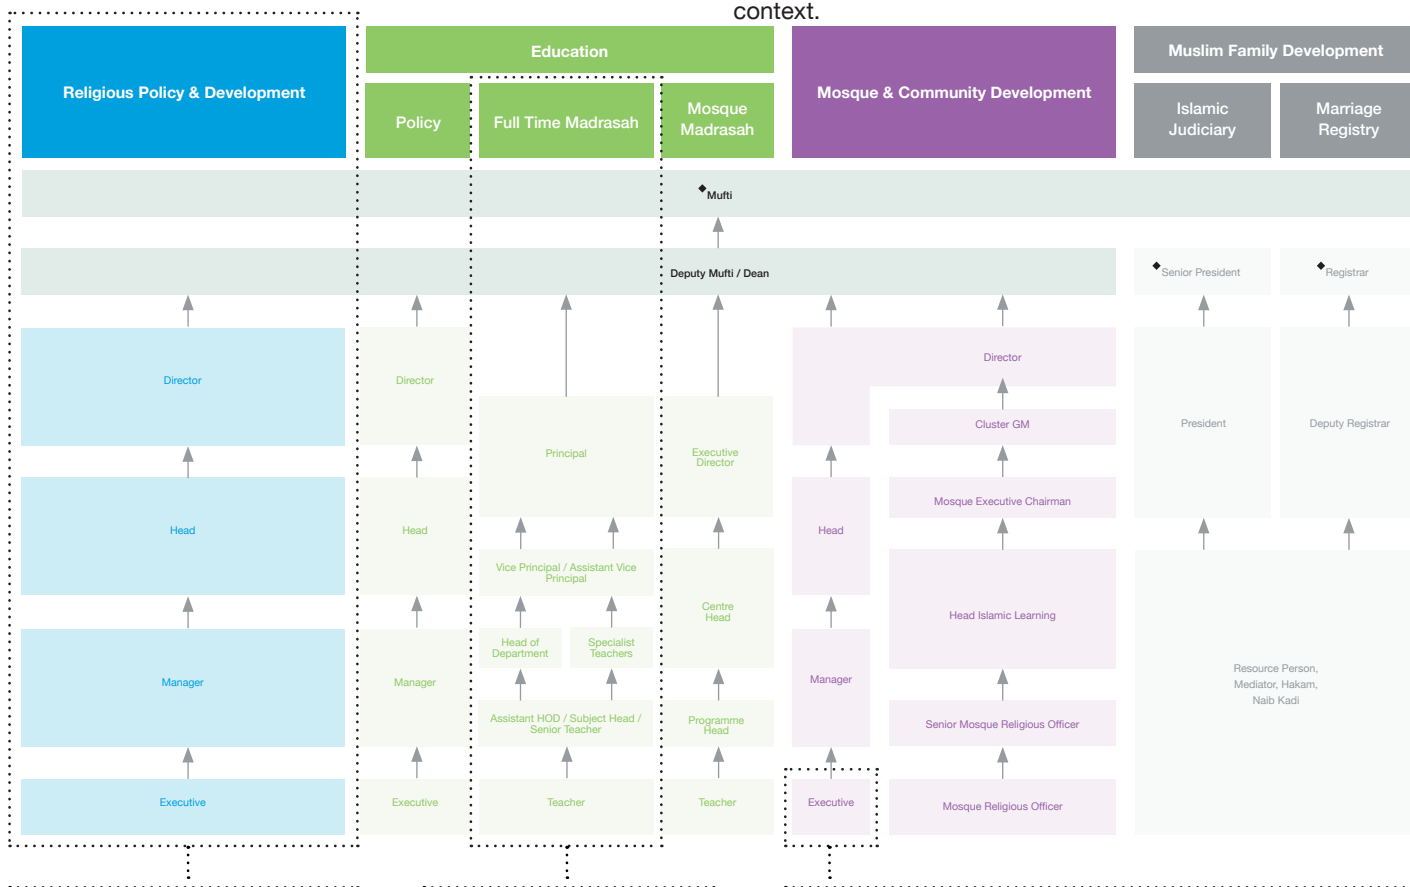 context.
Religious Policy & Development
Education
Policy
Full Time Madrasah
Mosque
Madrasah
Mosque & Community Development
Muslim Family Development
Islamic
Judiciary
Marriage
Registry
Mufti
Deputy Mufti / Dean
Senior President
Registrar
Director
Head
Manager
Executive
Director
Head
Manager
Executive
Principal
Vice Principal / Assistant Vice
Principal
Head of
Department
Specialist
Teachers
Assistant HOD / Subject Head /
Senior Teacher
Teacher
Executive
Director
Centre
Head
Programme
Head
Teacher
Director
Head
Manager
Executive
Cluster GM
Mosque Executive Chairman
Head Islamic Learning
Senior Mosque Religious Officer
Mosque Religious Officer
President
Deputy Registrar
Resource Person,
Mediator, Hakam,
Naib Kadi